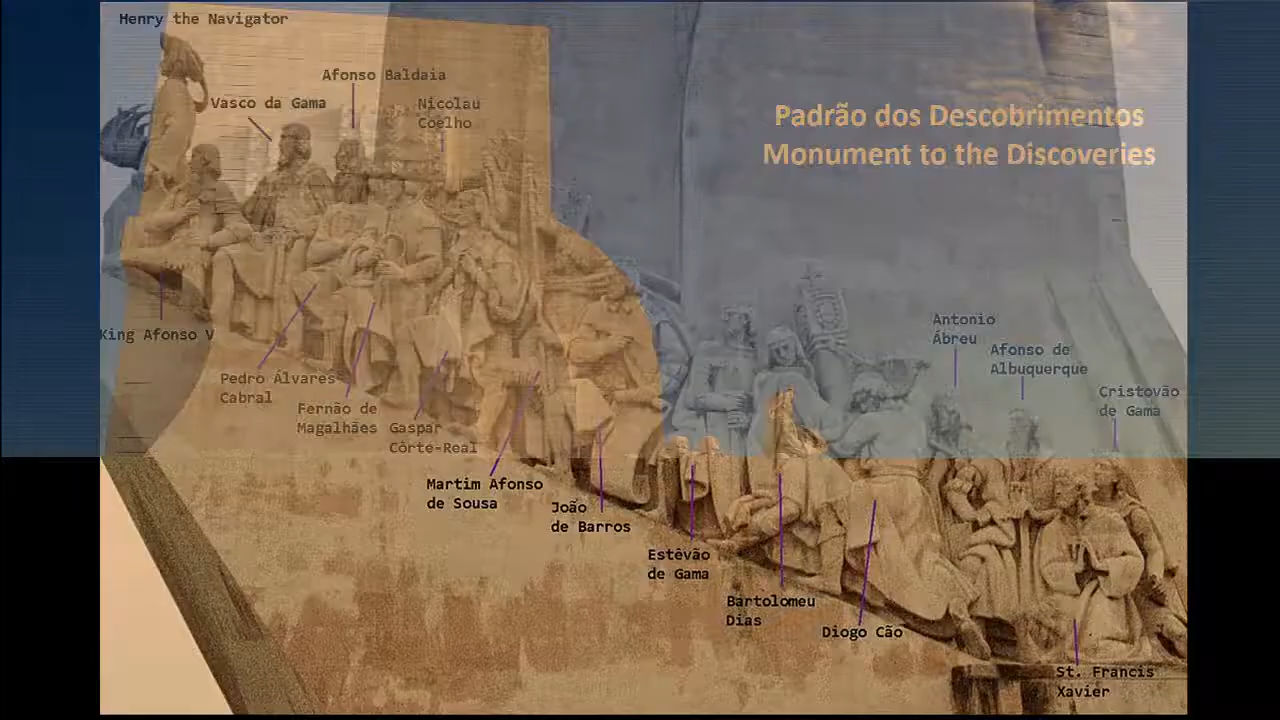 Henry the Navigator
Afonso Baldaia
Vasco da Gama
Nicolau
Coelho
Padrão dos Descobrimentos
Monument to the Discoveries
King Afonso V
Antonio
Ábreu
Afonso de
Albuquerque
Pedro Álvares
Cabral
Cristovão
de Gama
Fernão de
Magalhães
Gaspar
Côrte-Real
Martim Afonso
de Sousa
João
de Barros
Estêvão
de Gama
Bartolomeu
Dias
Diogo Cão
St. Francis
Xavier